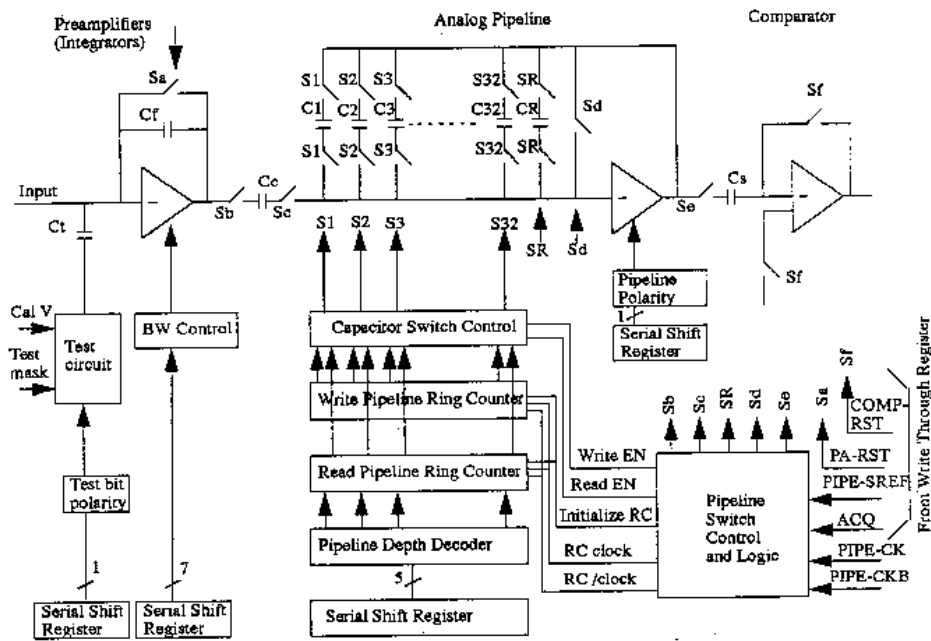 Preamplifiers
(Integrators)
Analog Pipeline
Comparator
Sa
S1 S2 S3 S32 SR
Sd
Sf
Cf
C1 C2 C3 C32 CR
S1 S2 S3 S32 SR
Input
Sb
Cc
Sc
Se
Cs
Ct
S1 S2 S3 S32
SR
Sd
Sf
Pipeline
Polarity
1
Serial Shift
Register
Cal V
Test
mask
Test
circuit
BW Control
Capacitor Switch Control
Write Pipeline Ring Counter
Read Pipeline Ring Counter
Pipeline Depth Decoder
5
Serial Shift Register
Test bit
polarity
1
Serial Shift
Register
7
Serial Shift
Register
Write EN
Read EN
Initialize RC
RC clock
RC /clock
Sb Sc SR Sd Se Sa Sf
Pipeline
Switch
Control
and Logic
COMP-
RST
PA-RST
PIPE-SREF
ACQ
PIPE-CK
PIPE-CKB
From Write Through Register